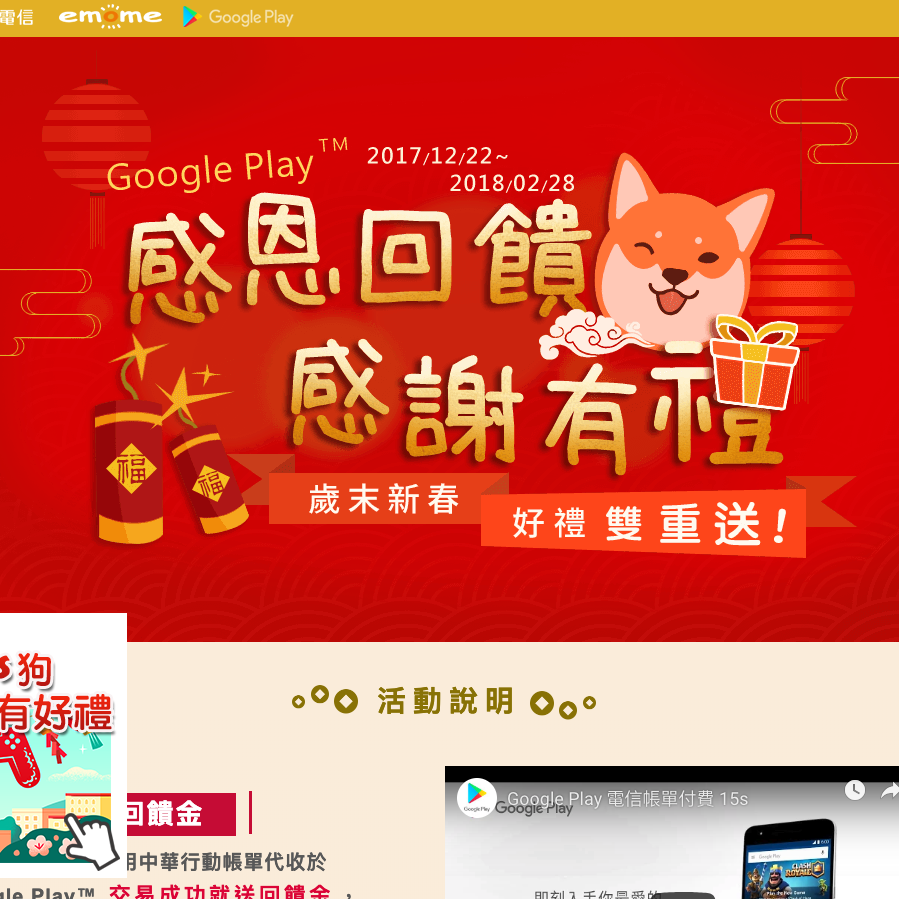 電信 emome Google Play
Google Play™ 2017/12/22~
2018/02/28
感恩回饋
感謝有禮
福 福
歲末新春
好禮雙重送!
狗
有好禮
活動說明
Google Play 電信帳單付費 15s
Google Play
Google Play
回饋金
用中華行動帳單代收於
gle Play™ 交易成功就送回饋金，
CLASH ROYALE
即刻入手你最愛的